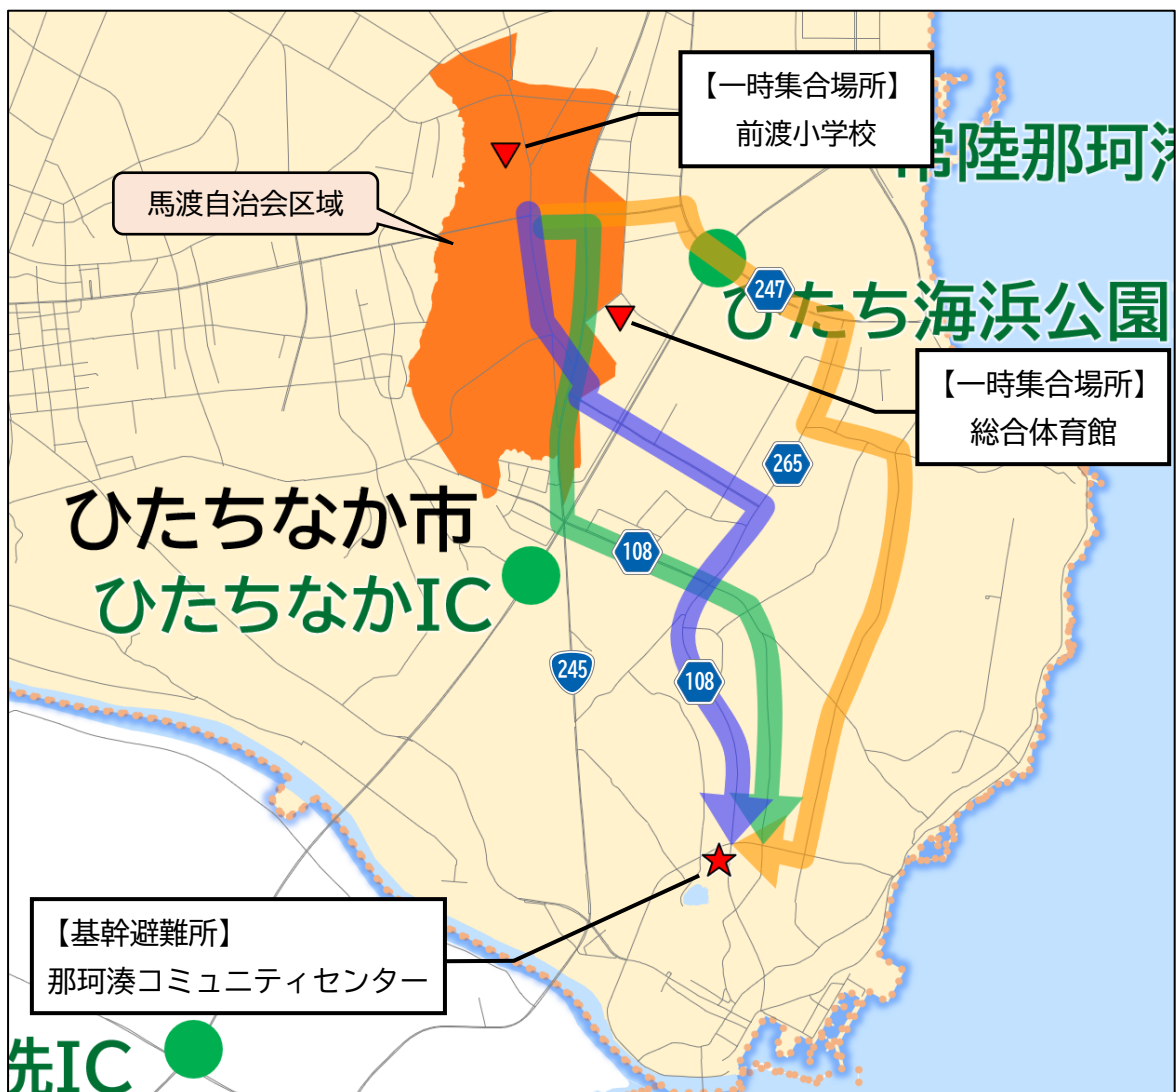 【一時集合場所】
前渡小学校
常陸那珂港
馬渡自治会区域
247
ひたち海浜公園
【一時集合場所】
総合体育館
265
ひたちなか市
108
ひたちなかIC
245
108
【基幹避難所】
那珂湊コミュニティセンター
先IC